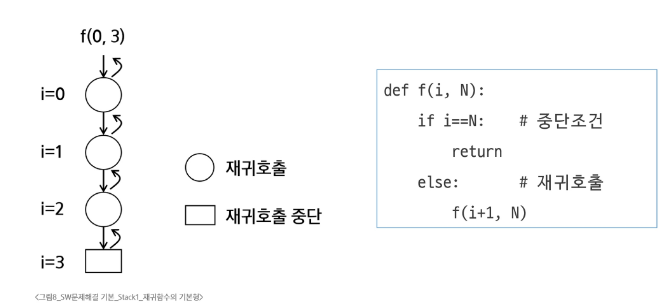 f(0, 3)
i=0
i=1
i=2
i=3
재귀호출
재귀호출 중단
def f(i, N):
    if i==N:    # 중단조건
        return
    else:       # 재귀호출
        f(i+1, N)
<그림8_SW문제해결 기본_Stack1_재귀함수의 기본형>